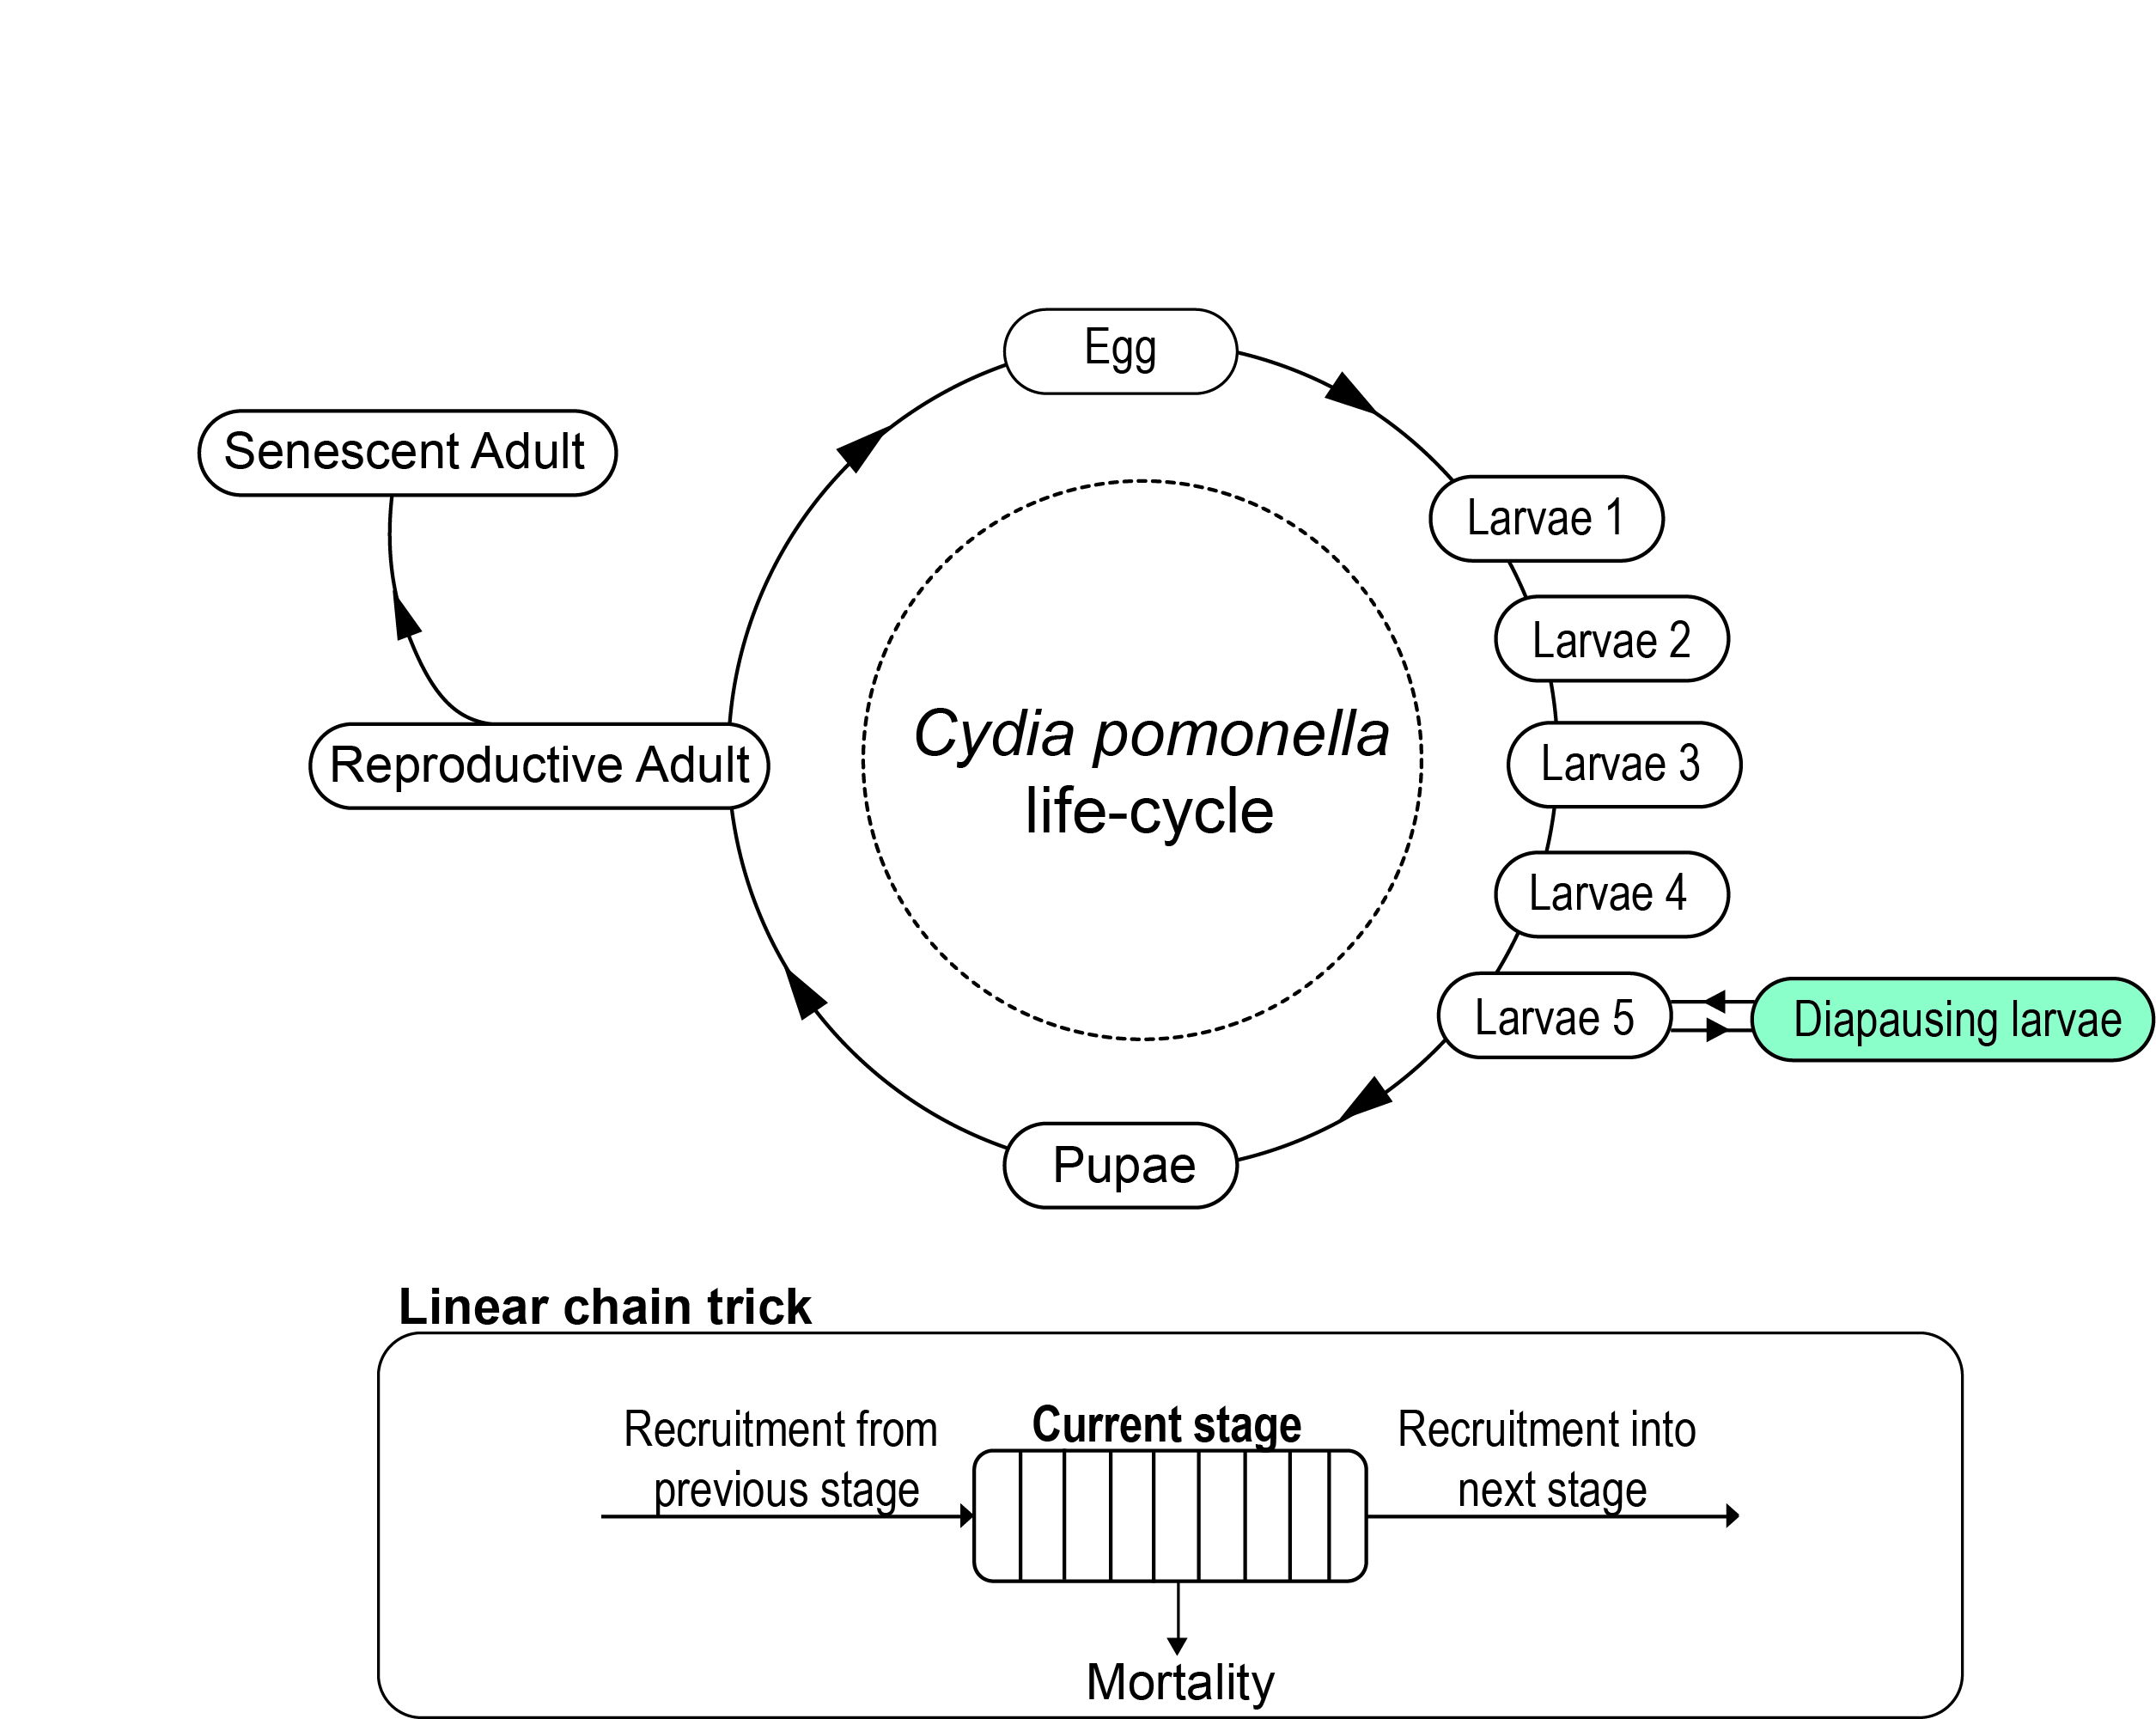 Egg
Senescent Adult
Larvae 1
Larvae 2
Cydia pomonella
life-cycle
Reproductive Adult
Larvae 3
Larvae 4
Larvae 5
Diapausing larvae
Pupae
Linear chain trick
Recruitment from
previous stage
Current stage
Recruitment into
next stage
Mortality